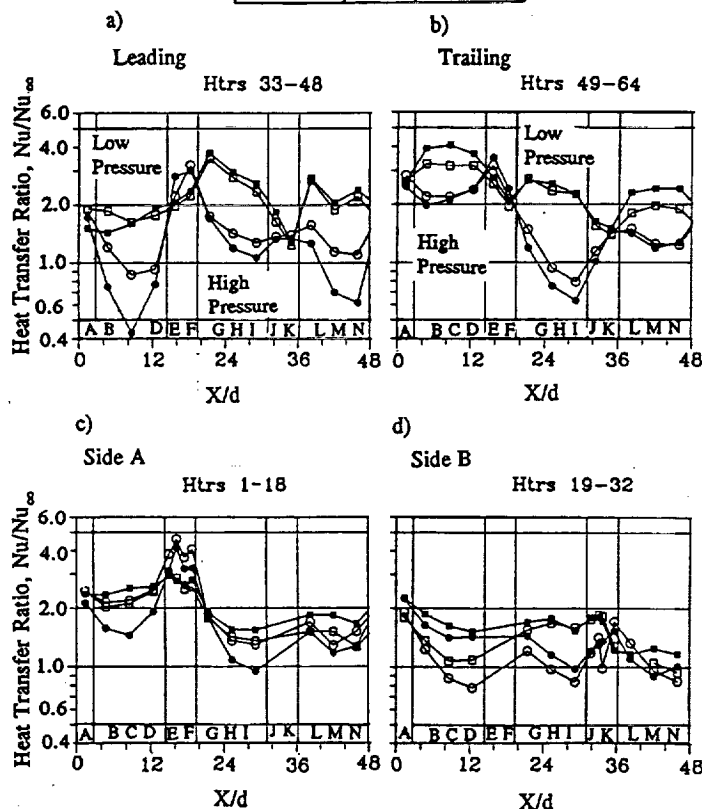 a)
b)
Leading
Trailing
Htrs 33-48
Htrs 49-64
Heat Transfer Ratio, Nu/Nu∞
6.0
4.0
2.0
1.0
0.6
0.4
Low
Pressure
High
Pressure
A B D E F G H I J K L M N
0 12 24 36 48
X/d
Low
Pressure
High
Pressure
A B C D E F G H I J K L M N
0 12 24 36 48
X/d
c)
d)
Side A
Side B
Htrs 1-18
Htrs 19-32
Heat Transfer Ratio, Nu/Nu∞
6.0
4.0
2.0
1.0
0.4
A B C D E F G H I J K L M N
0 12 24 36 48
X/d
A B C D E F G H I J K L M N
0 12 24 36 48
X/d